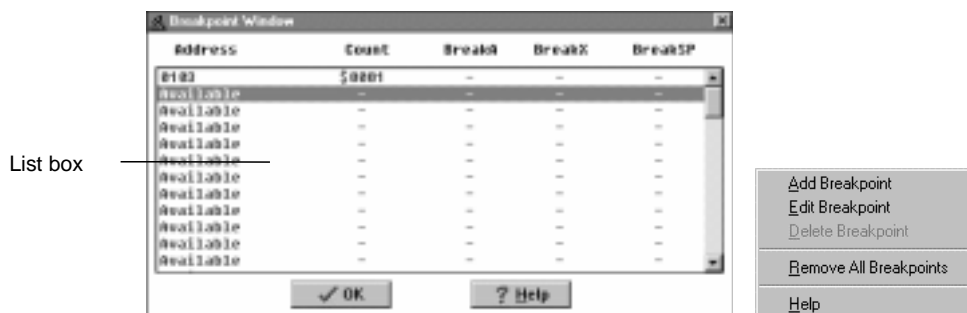 Breakpoint Window
Address Count BreakA BreakX BreakSP
0103 $0001 - - -
Available - - - -
Available - - - -
Available - - - -
Available - - - -
Available - - - -
Available - - - -
Available - - - -
Available - - - -
Available - - - -
Available - - - -
Available - - - -
List box
OK
? Help
Add Breakpoint
Edit Breakpoint
Delete Breakpoint
Remove All Breakpoints
Help